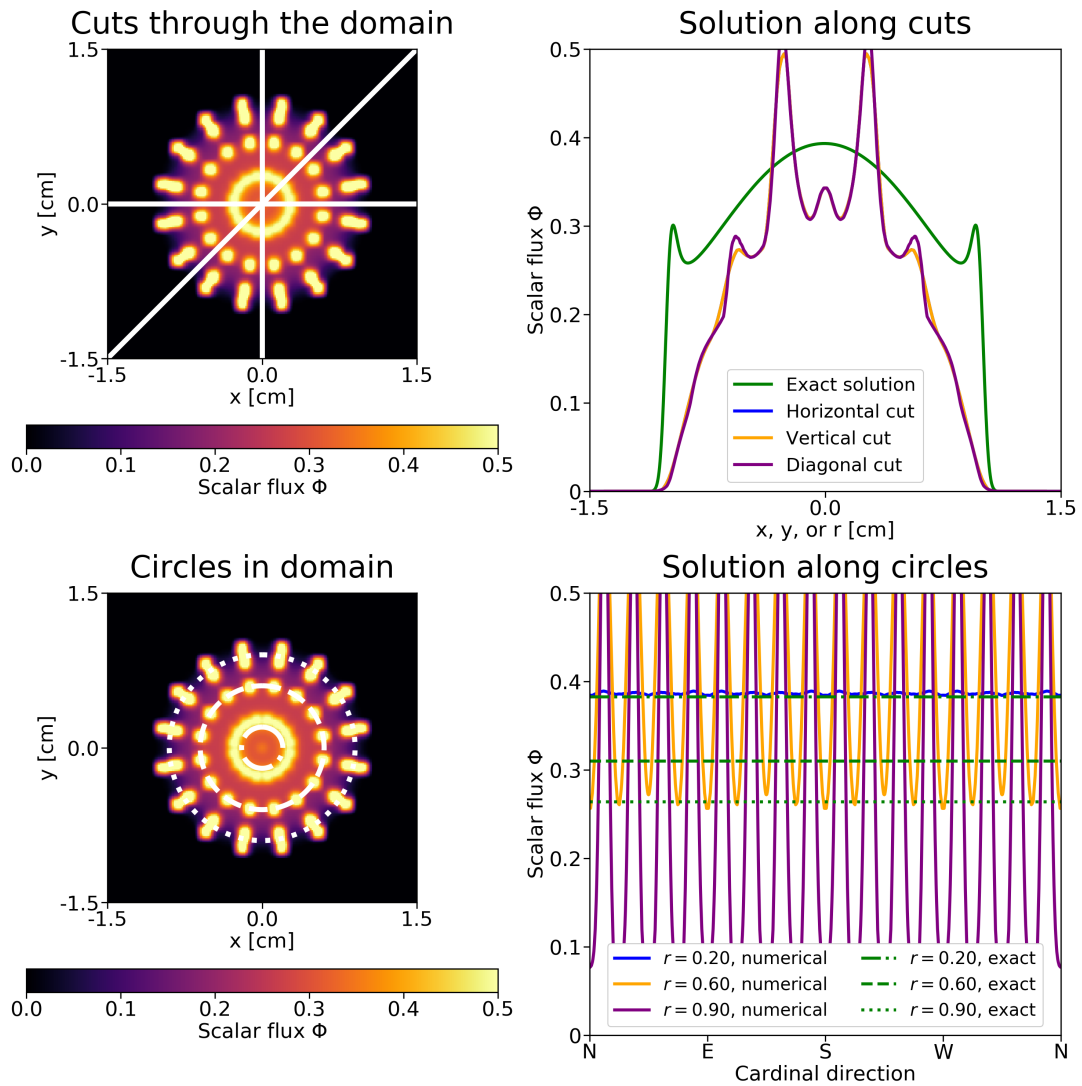 Cuts through the domain
1.5
0.0
-1.5
y [cm]
-1.5 0.0 1.5
x [cm]
0.0 0.1 0.2 0.3 0.4 0.5
Scalar flux Φ
Solution along cuts
0.5
0.4
0.3
0.2
0.1
0
Scalar flux Φ
Exact solution
Horizontal cut
Vertical cut
Diagonal cut
-1.5 0.0 1.5
x, y, or r [cm]
Circles in domain
1.5
0.0
-1.5
y [cm]
-1.5 0.0 1.5
x [cm]
0.0 0.1 0.2 0.3 0.4 0.5
Scalar flux Φ
Solution along circles
0.5
0.4
0.3
0.2
0.1
0
Scalar flux Φ
r = 0.20, numerical
r = 0.60, numerical
r = 0.90, numerical
r = 0.20, exact
r = 0.60, exact
r = 0.90, exact
N E S W N
Cardinal direction